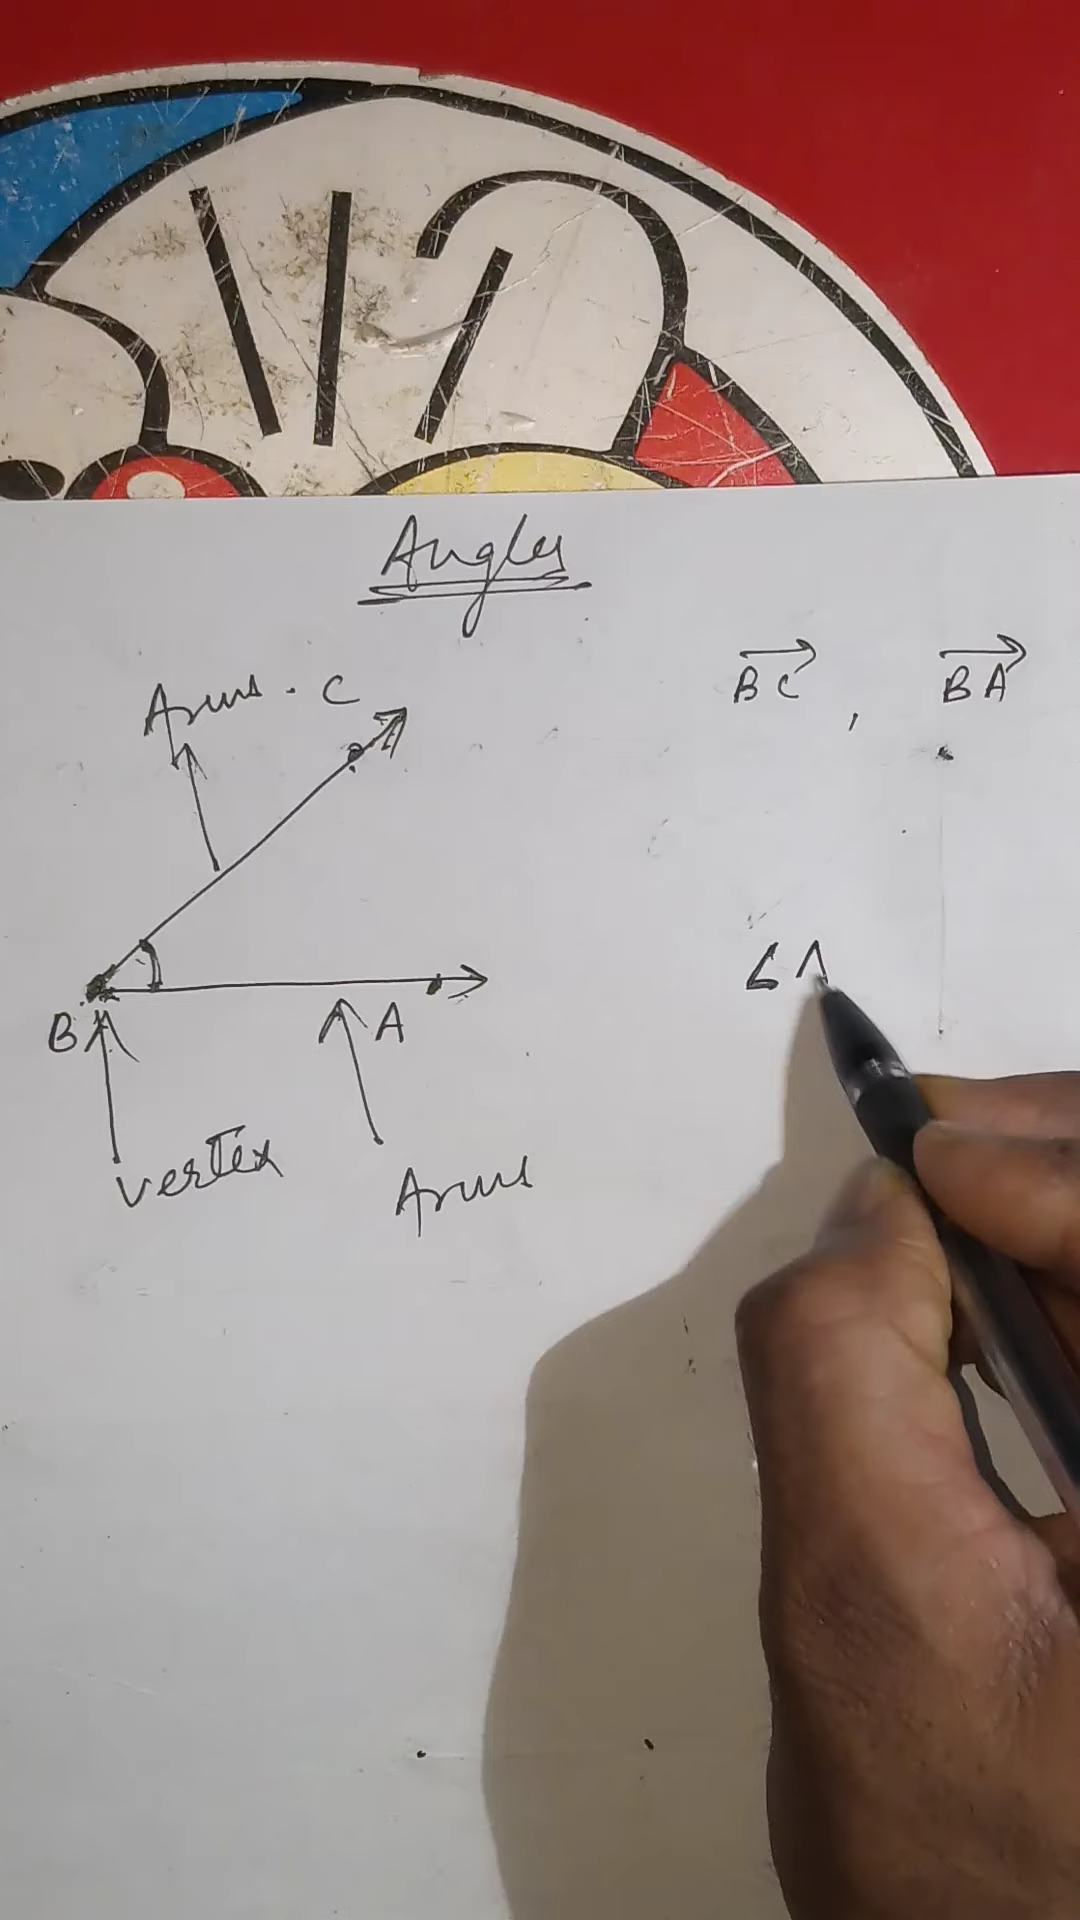 Angles
Arms . C
BC , BA
∠A
B A
Vertex
Arms